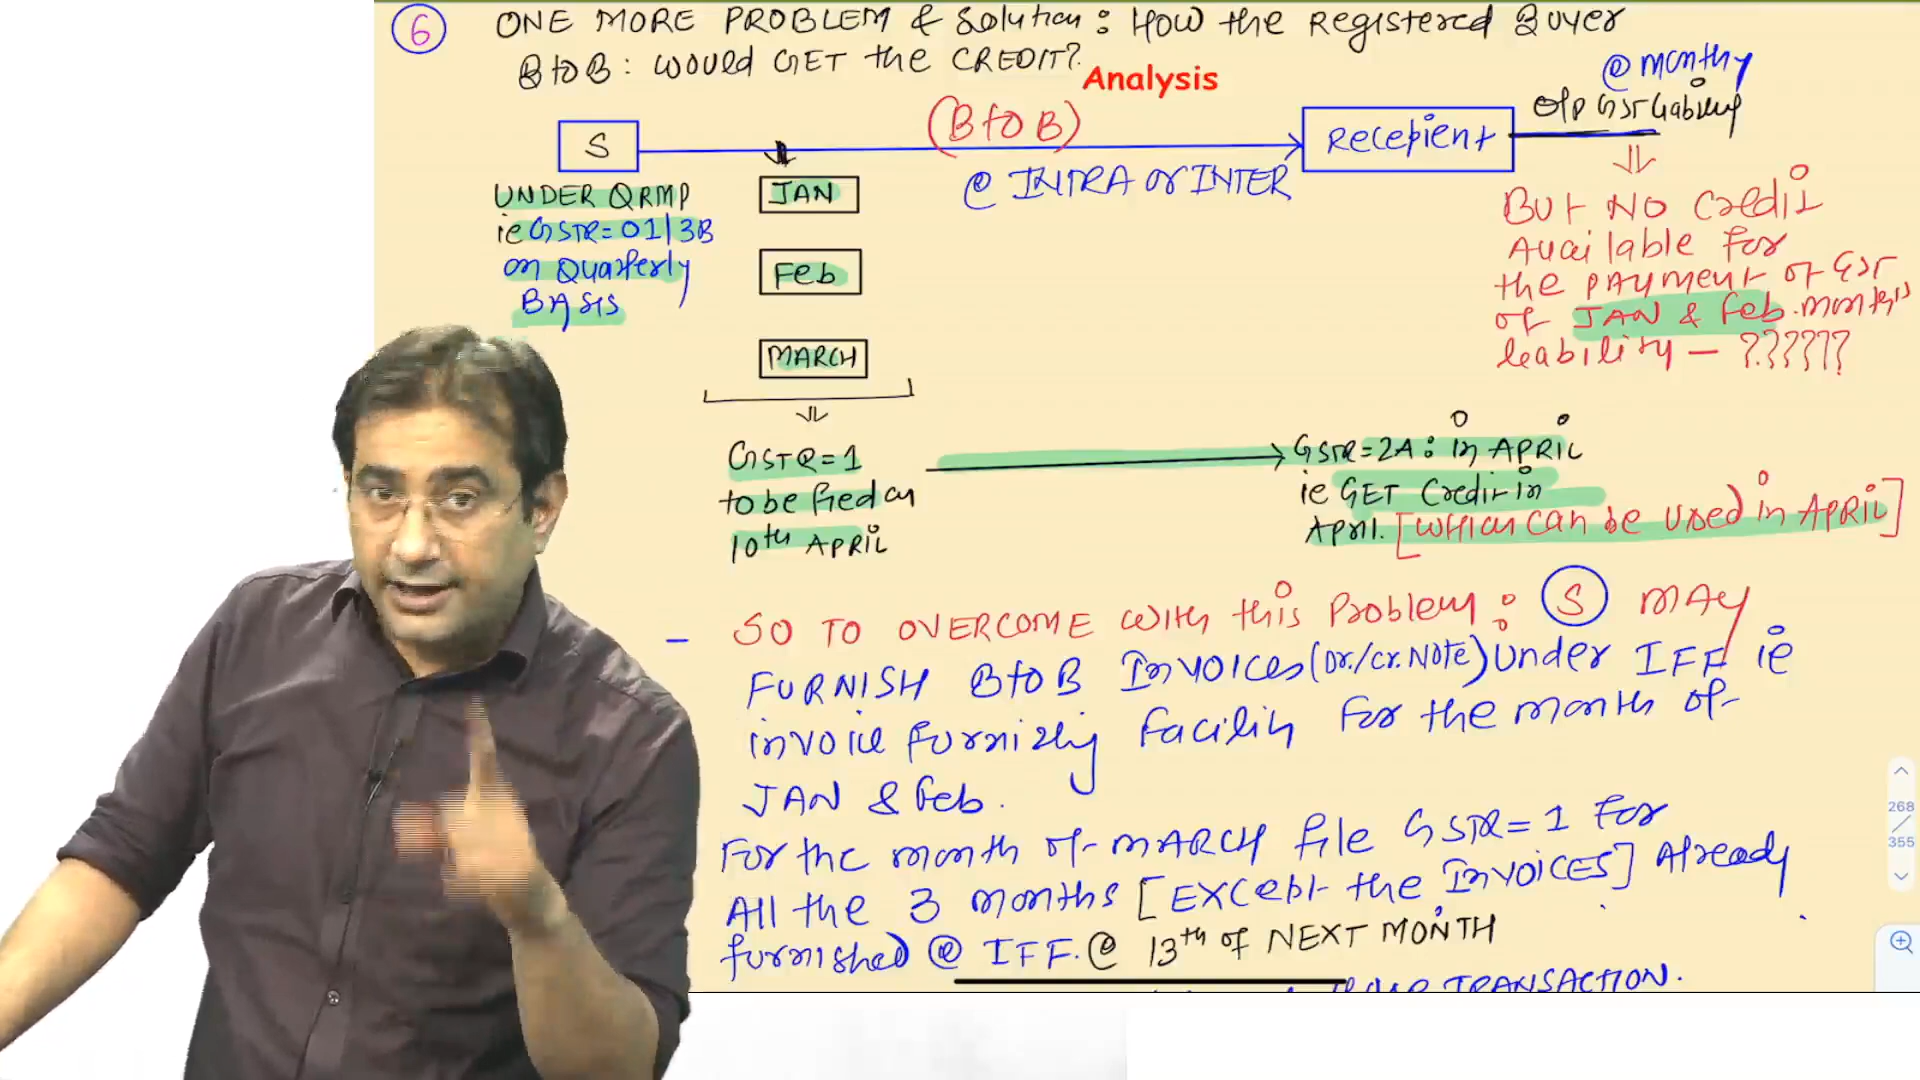 6 ONE MORE PROBLEM & Solution: How the Registered Buyer
BtoB: WOULD GET the CREDIT?
Analysis
@ monthly
O/P GST Liability
S
(BtoB)
Recepient
@ INTRA or INTER
UNDER QRMP
ie GSTR=01/3B
on Quarterly
BASIS
JAN
Feb
MARCH
But NO Credit
Available for
the payment of GST
of JAN & Feb. months
leability - ??????
GSTR=1
to be filed on
10th APRIL
GSTR=2A: in APRIL
ie GET Credit in
April. [which can be used in APRIL]
- SO TO OVERCOME with this Problem: S MAY
FURNISH BtoB Invoices (Dr./Cr. Note) under IFF ie
invoice furnishing facility for the month of
JAN & Feb.
For the month of MARCH file GSTR=1 for
All the 3 months [EXCEpt the INVOICES] Already
furnished @ IFF. @ 13th of NEXT MONTH
TRANSACTION.
268
355